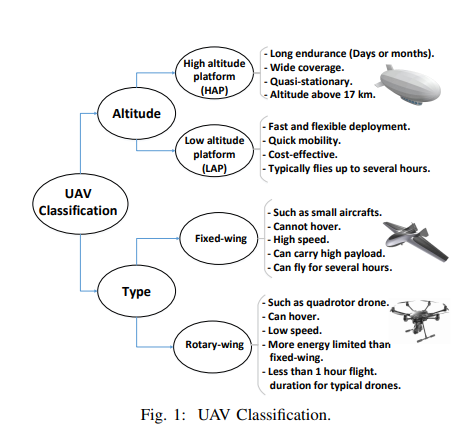 High altitude
platform
(HAP)
- Long endurance (Days or months).
- Wide coverage.
- Quasi-stationary.
- Altitude above 17 km.
Altitude
Low altitude
platform
(LAP)
- Fast and flexible deployment.
- Quick mobility.
- Cost-effective.
- Typically flies up to several hours.
UAV
Classification
Fixed-wing
- Such as small aircrafts.
- Cannot hover.
- High speed.
- Can carry high payload.
- Can fly for several hours.
Type
Rotary-wing
- Such as quadrotor drone.
- Can hover.
- Low speed.
- More energy limited than
fixed-wing.
- Less than 1 hour flight.
duration for typical drones.
Fig. 1: UAV Classification.